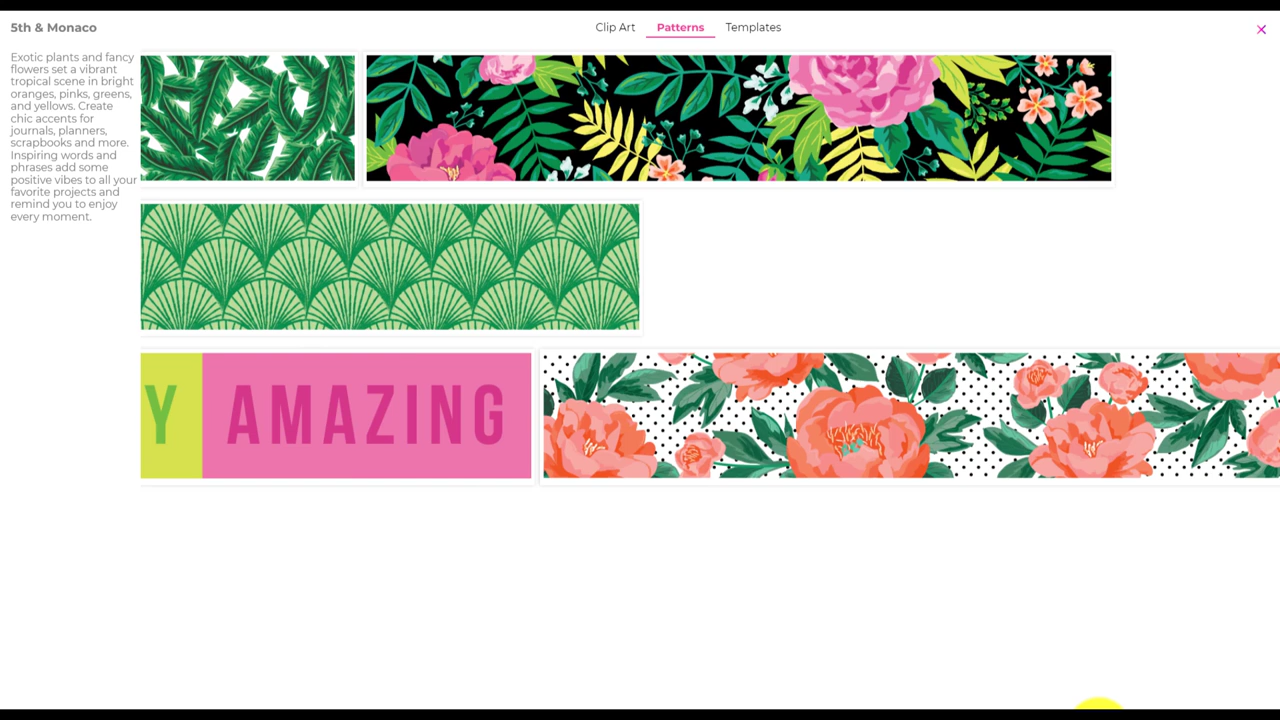 5th & Monaco
Clip Art
Patterns
Templates
Exotic plants and fancy
flowers set a vibrant
tropical scene in bright
oranges, pinks, greens,
and yellows. Create
chic accents for
journals, planners,
scrapbooks and more.
Inspiring words and
phrases add some
positive vibes to all your
favorite projects and
remind you to enjoy
every moment.
Y AMAZING